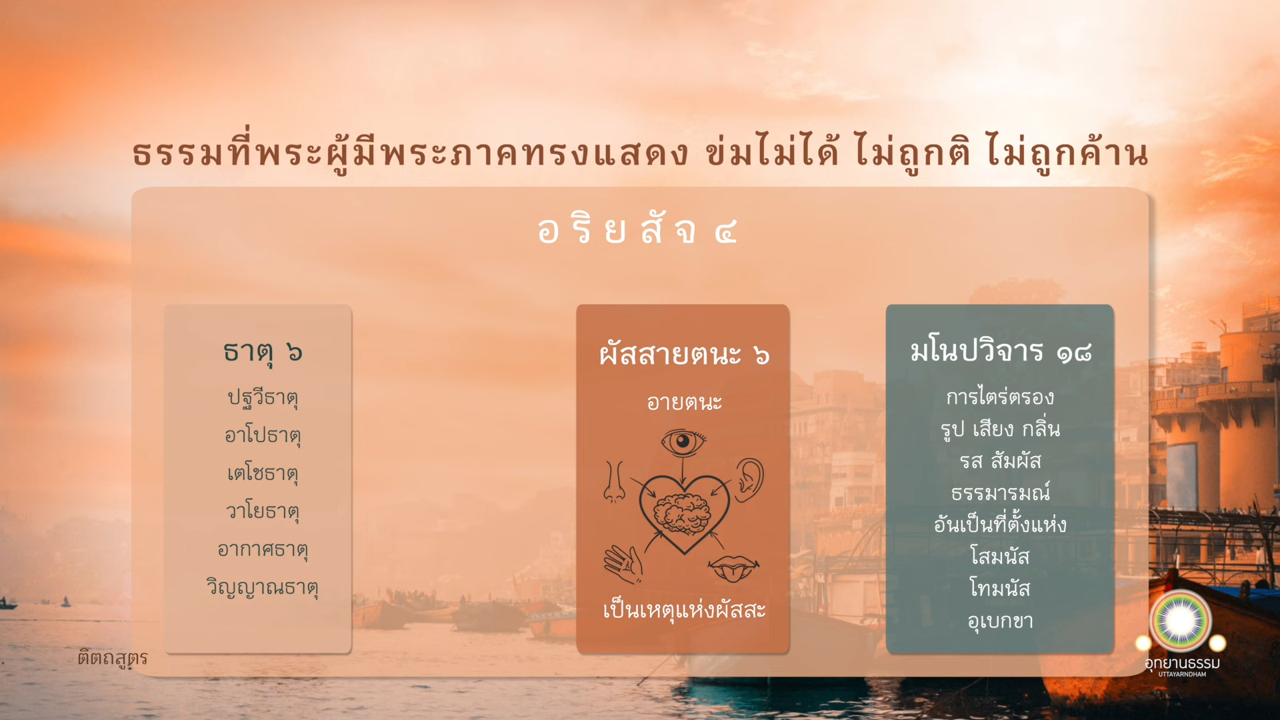 ธรรมที่พระผู้มีพระภาคทรงแสดง ข่มไม่ได้ ไม่ถูกติ ไม่ถูกค้าน
อริยสัจ ๔
ธาตุ ๖
ปฐวีธาตุ
อาโปธาตุ
เตโชธาตุ
วาโยธาตุ
อากาศธาตุ
วิญญาณธาตุ
ผัสสายตนะ ๖
อายตนะ
เป็นเหตุแห่งผัสสะ
มโนปวิจาร ๑๘
การไตร่ตรอง
รูป เสียง กลิ่น
รส สัมผัส
ธรรมารมณ์
อันเป็นที่ตั้งแห่ง
โสมนัส
โทมนัส
อุเบกขา
ติตถสูตร
อุทยานธรรม
UTTAYARNDHAM